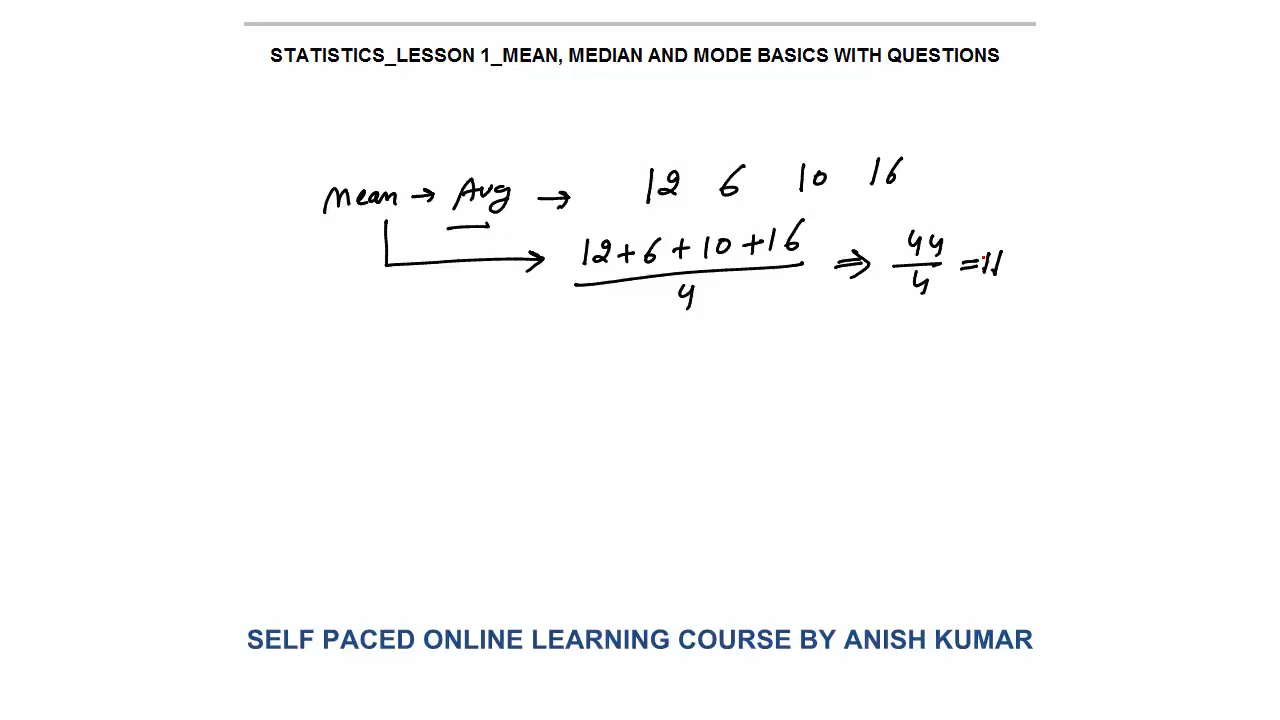 STATISTICS_LESSON 1_MEAN, MEDIAN AND MODE BASICS WITH QUESTIONS
Mean → Avg → 12 6 10 16
12+6+10+16 ⇒ 44 =11
4 4
SELF PACED ONLINE LEARNING COURSE BY ANISH KUMAR